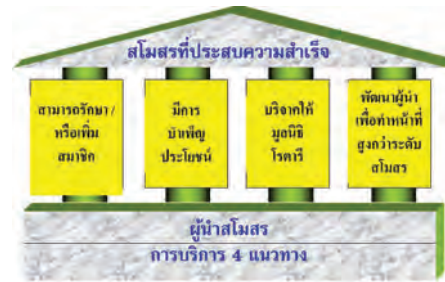 สโมสรที่ประสบความสำเร็จ
สามารถรักษา /
หรือเพิ่ม
สมาชิก
มีการ
บำเพ็ญ
ประโยชน์
บริจาคให้
มูลนิธิ
โรตารี
พัฒนาผู้นำ
เพื่อทำหน้าที่
สูงกว่าระดับ
สโมสร
ผู้นำสโมสร
การบริการ 4 แนวทาง